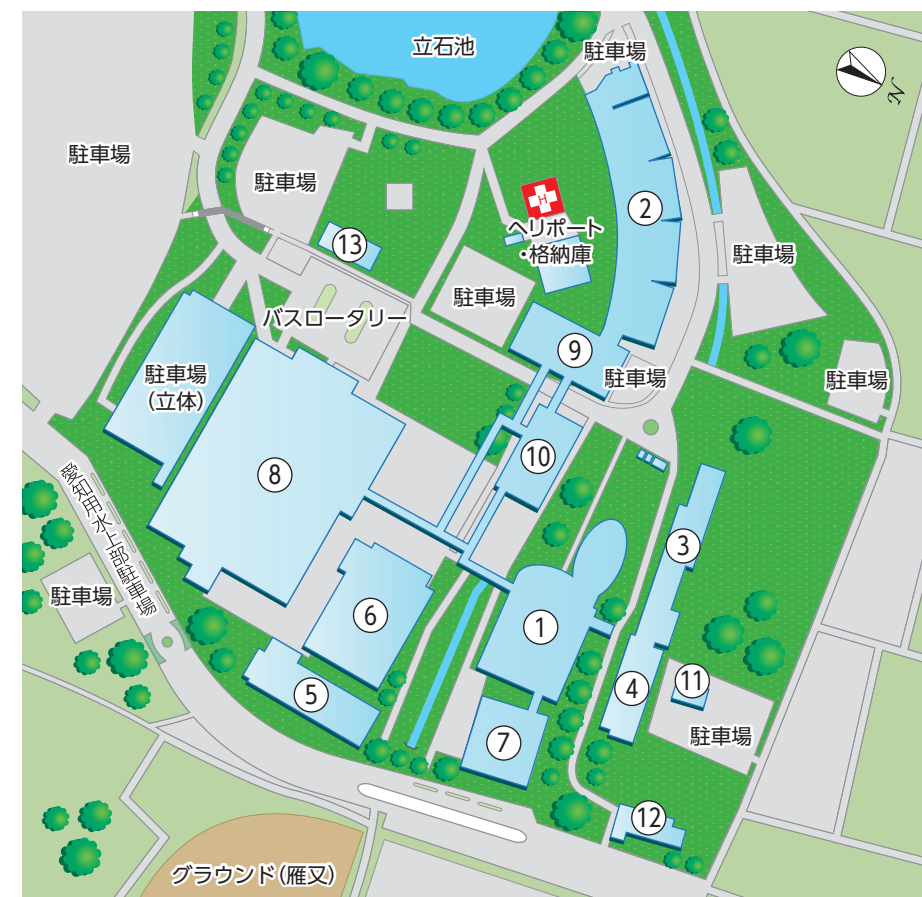 立石池
駐車場
N
駐車場
駐車場
②
ヘリポート
・格納庫
⑬
駐車場
駐車場
バスロータリー
⑨
駐車場
駐車場
駐車場
(立体)
⑩
⑧
愛知用水上部駐車場
③
駐車場
⑥
①
⑤
④
⑪
駐車場
⑦
⑫
グラウンド(雁又)
H